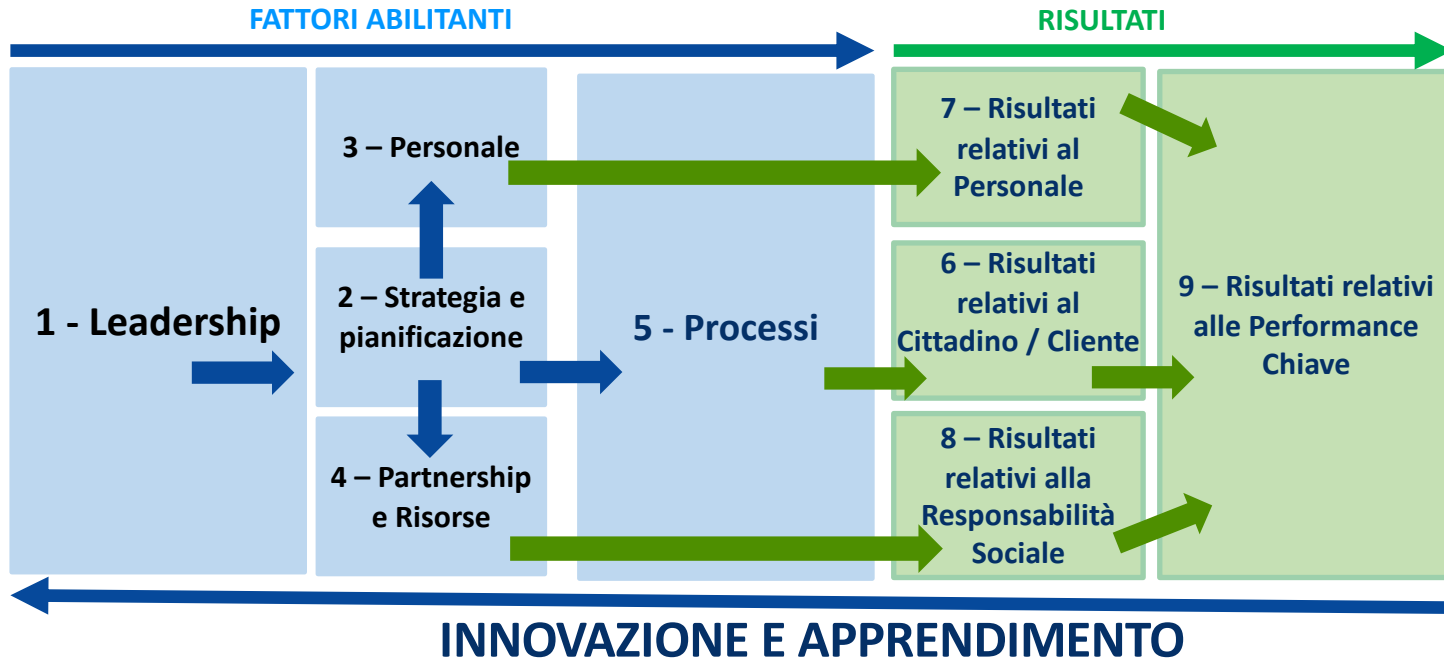 FATTORI ABILITANTI
RISULTATI
1 - Leadership
3 – Personale
2 – Strategia e
pianificazione
4 – Partnership
e Risorse
5 - Processi
7 – Risultati
relativi al
Personale
6 – Risultati
relativi al
Cittadino / Cliente
8 – Risultati
relativi alla
Responsabilità
Sociale
9 – Risultati relativi
alle Performance
Chiave
INNOVAZIONE E APPRENDIMENTO